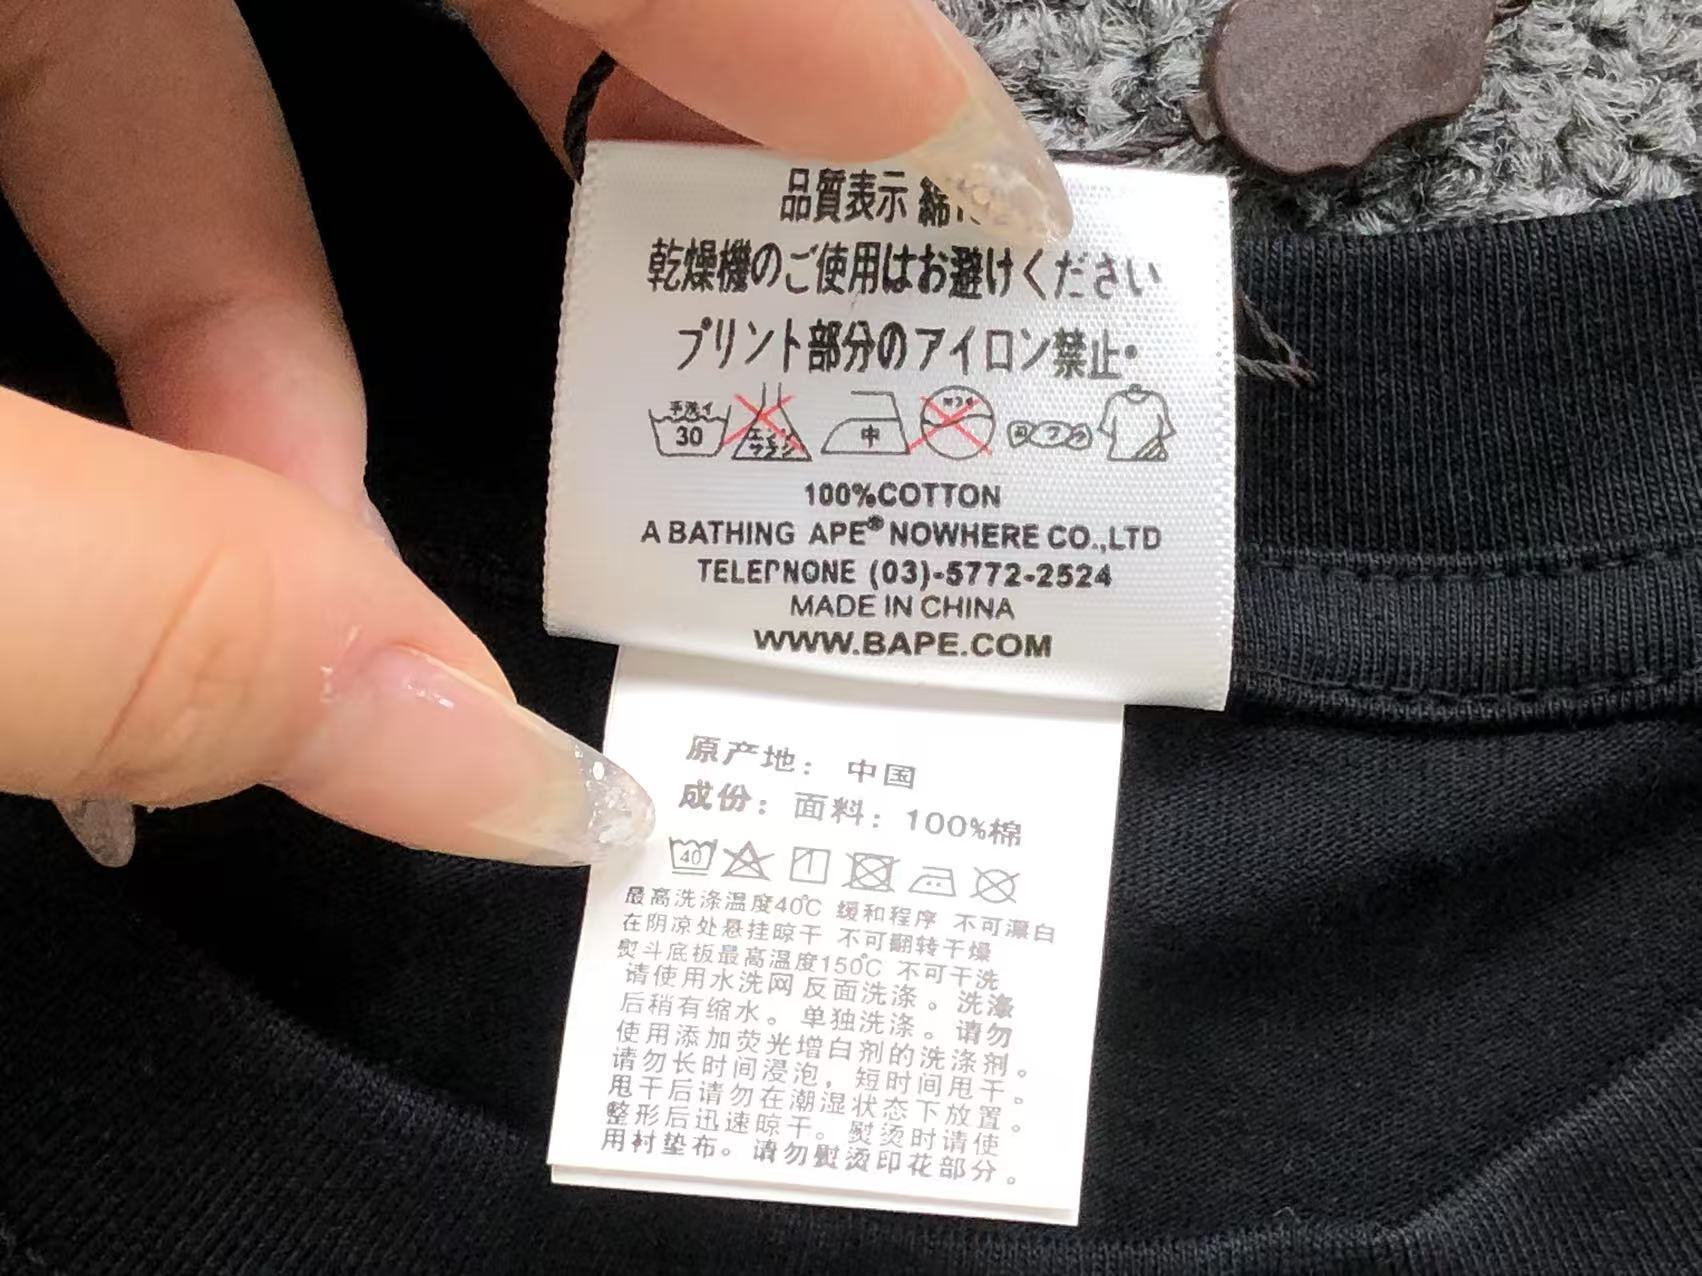 品質表示 綿
乾燥機のご使用はお避けください
プリント部分のアイロン禁止・
手洗イ
30
中
100%COTTON
A BATHING APE® NOWHERE CO.,LTD
TELEPNONE (03)-5772-2524
MADE IN CHINA
WWW.BAPE.COM
原产地：中国
成份：面料：100%棉
40
最高洗涤温度40℃ 缓和程序 不可漂白
在阴凉处悬挂晾干 不可翻转干燥
熨斗底板最高温度150℃ 不可干洗
请使用水洗网 反面洗涤。洗涤
后稍有缩水。单独洗涤。请勿
使用添加荧光增白剂的洗涤剂。
请勿长时间浸泡，短时间甩干。
甩干后请勿在潮湿状态下放置。
整形后迅速晾干。熨烫时请使
用衬垫布。请勿熨烫印花部分。